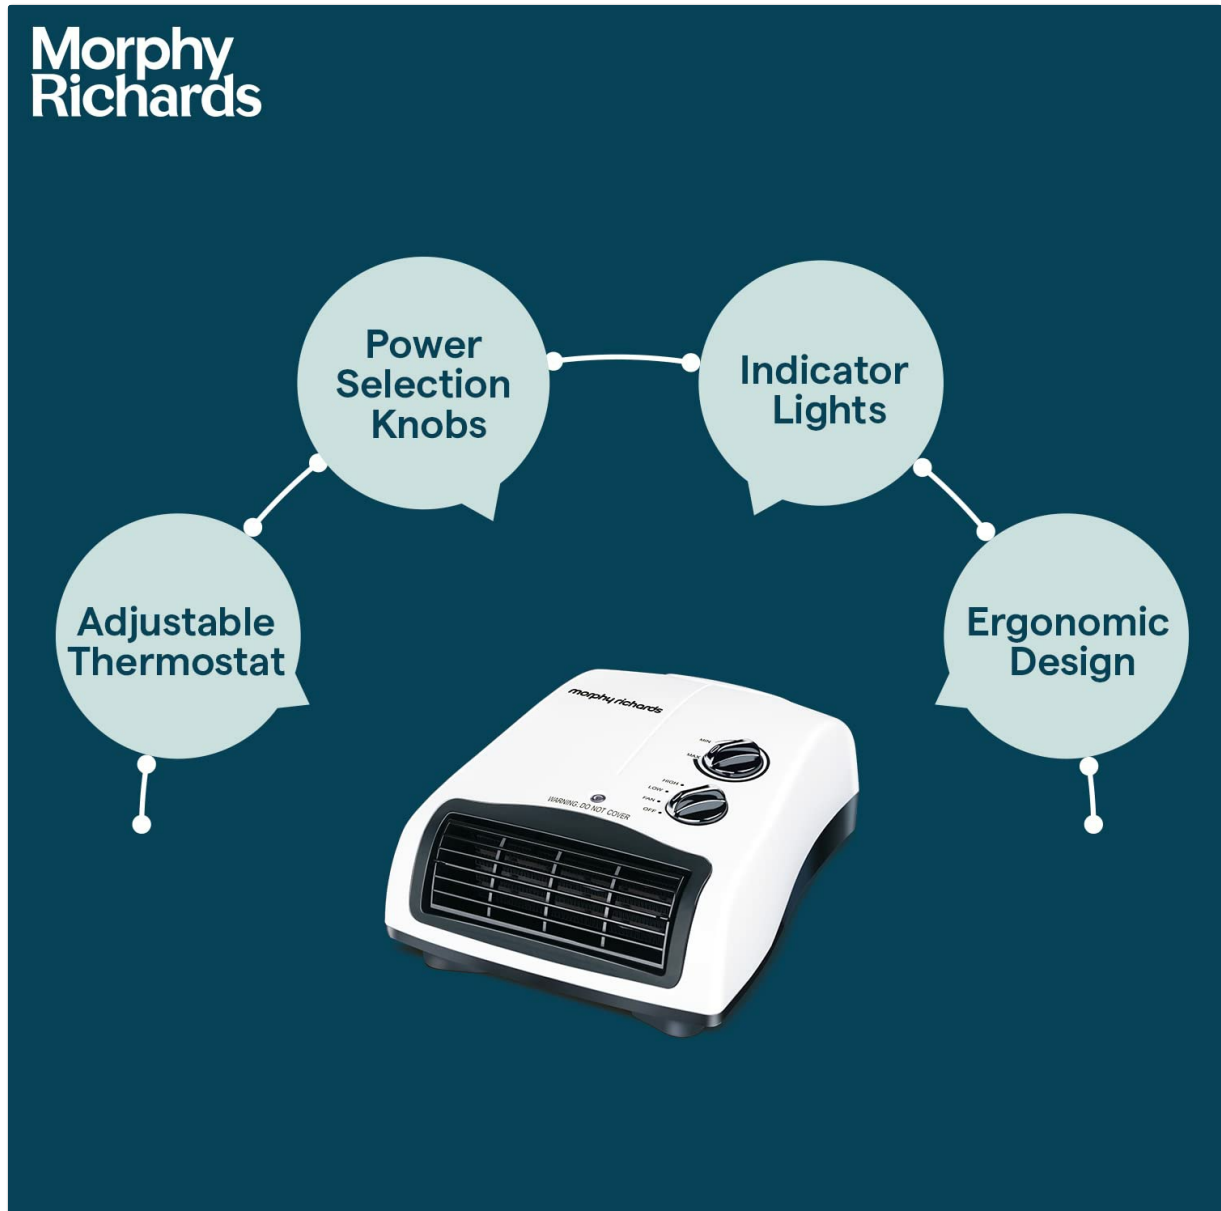 Morphy
Richards
Power
Selection
Knobs
Indicator
Lights
Adjustable
Thermostat
Ergonomic
Design
morphy richards
MIN
MAX
HIGH
LOW
FAN
OFF
WARNING. DO NOT COVER